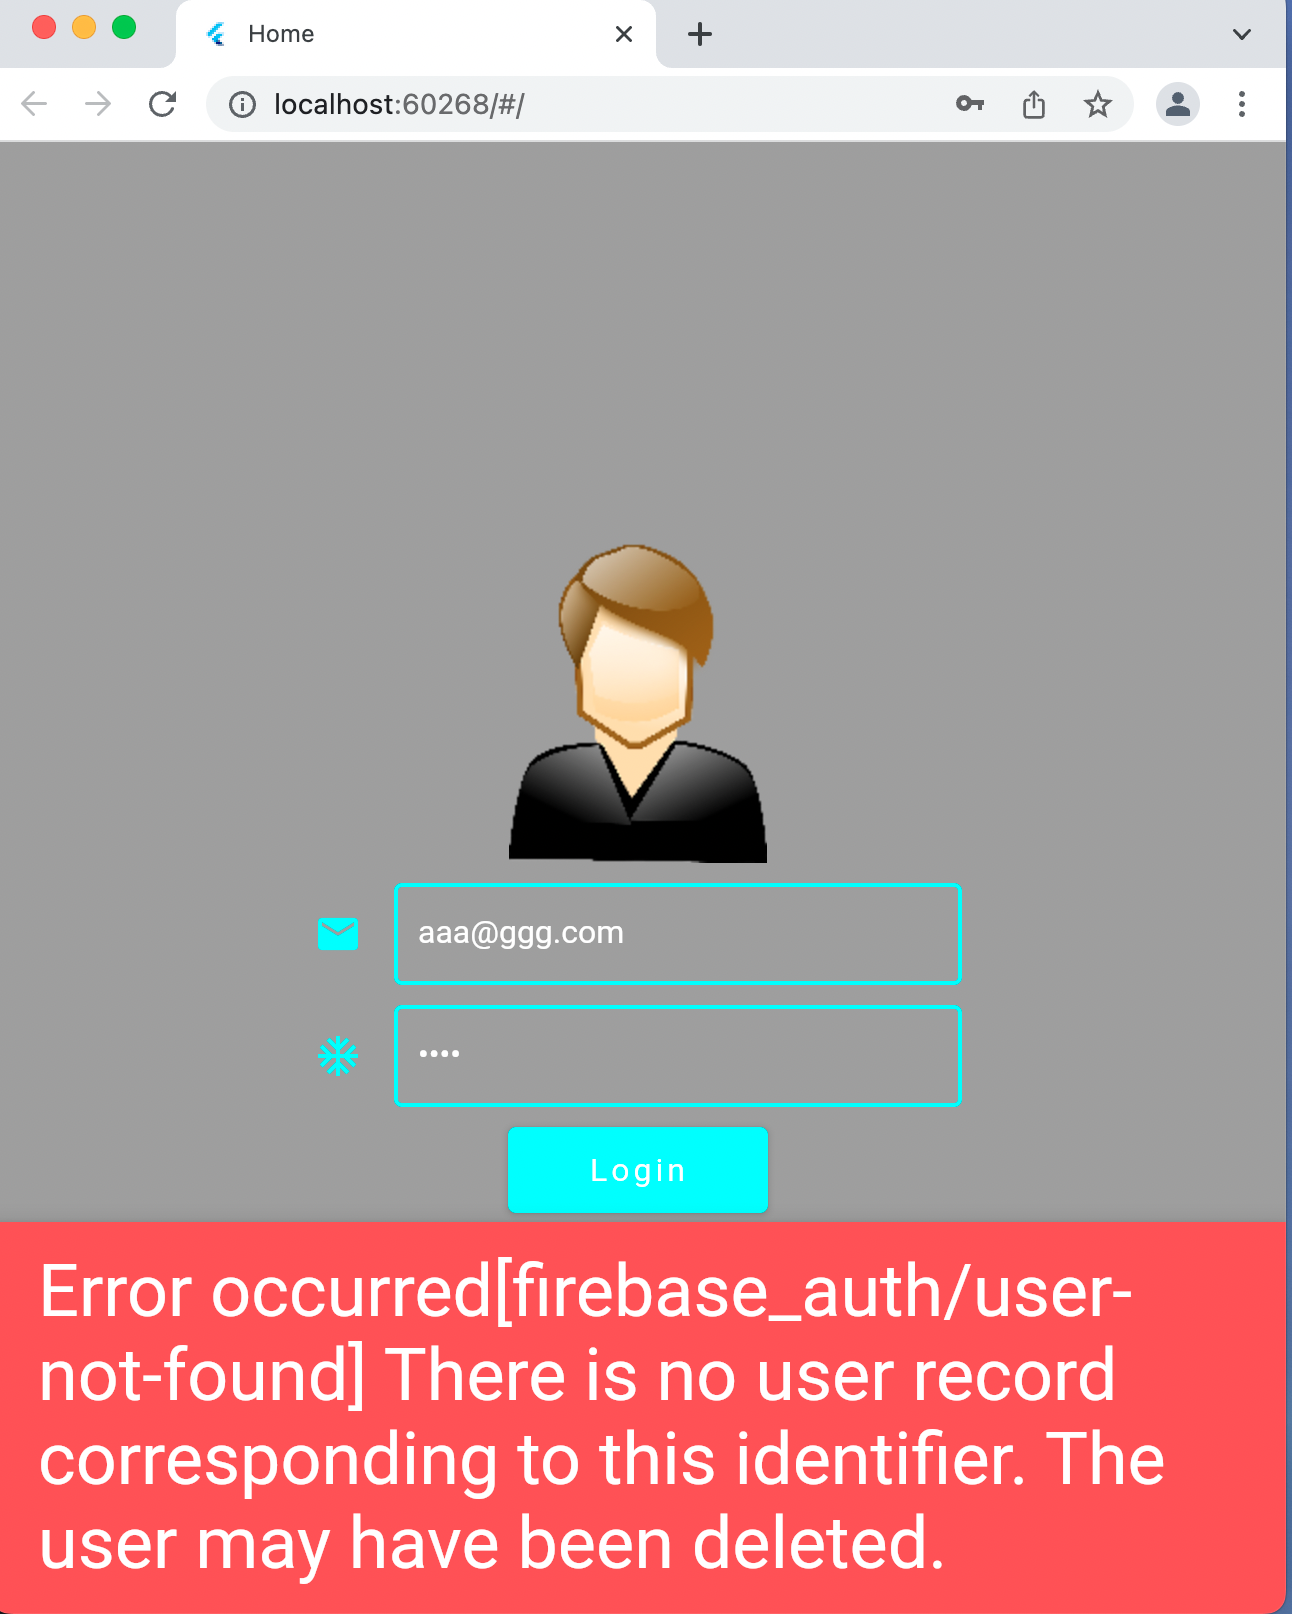 Home
localhost:60268/#/
aaa@ggg.com
••••
Login
Error occurred[firebase_auth/user-
not-found] There is no user record
corresponding to this identifier. The
user may have been deleted.